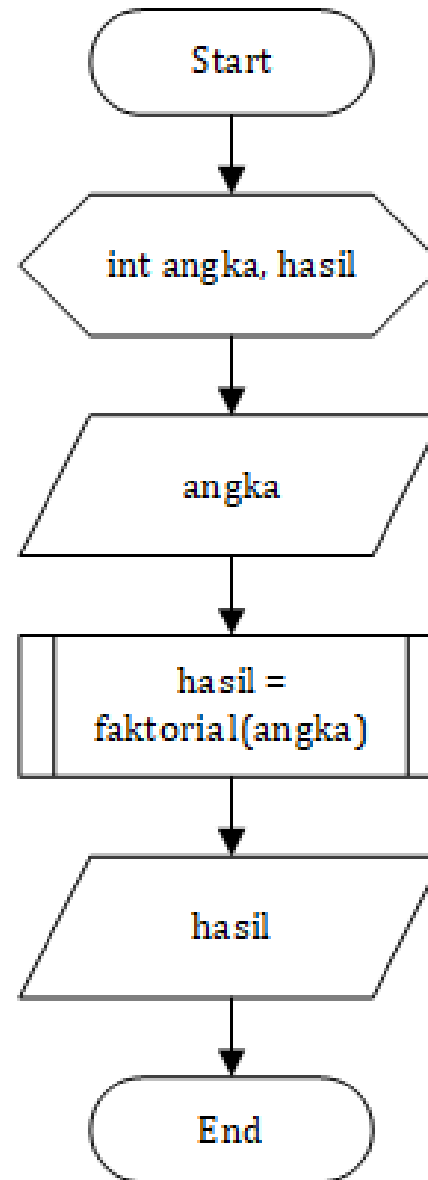 Start
int angka, hasil
angka
hasil =
faktorial(angka)
hasil
End